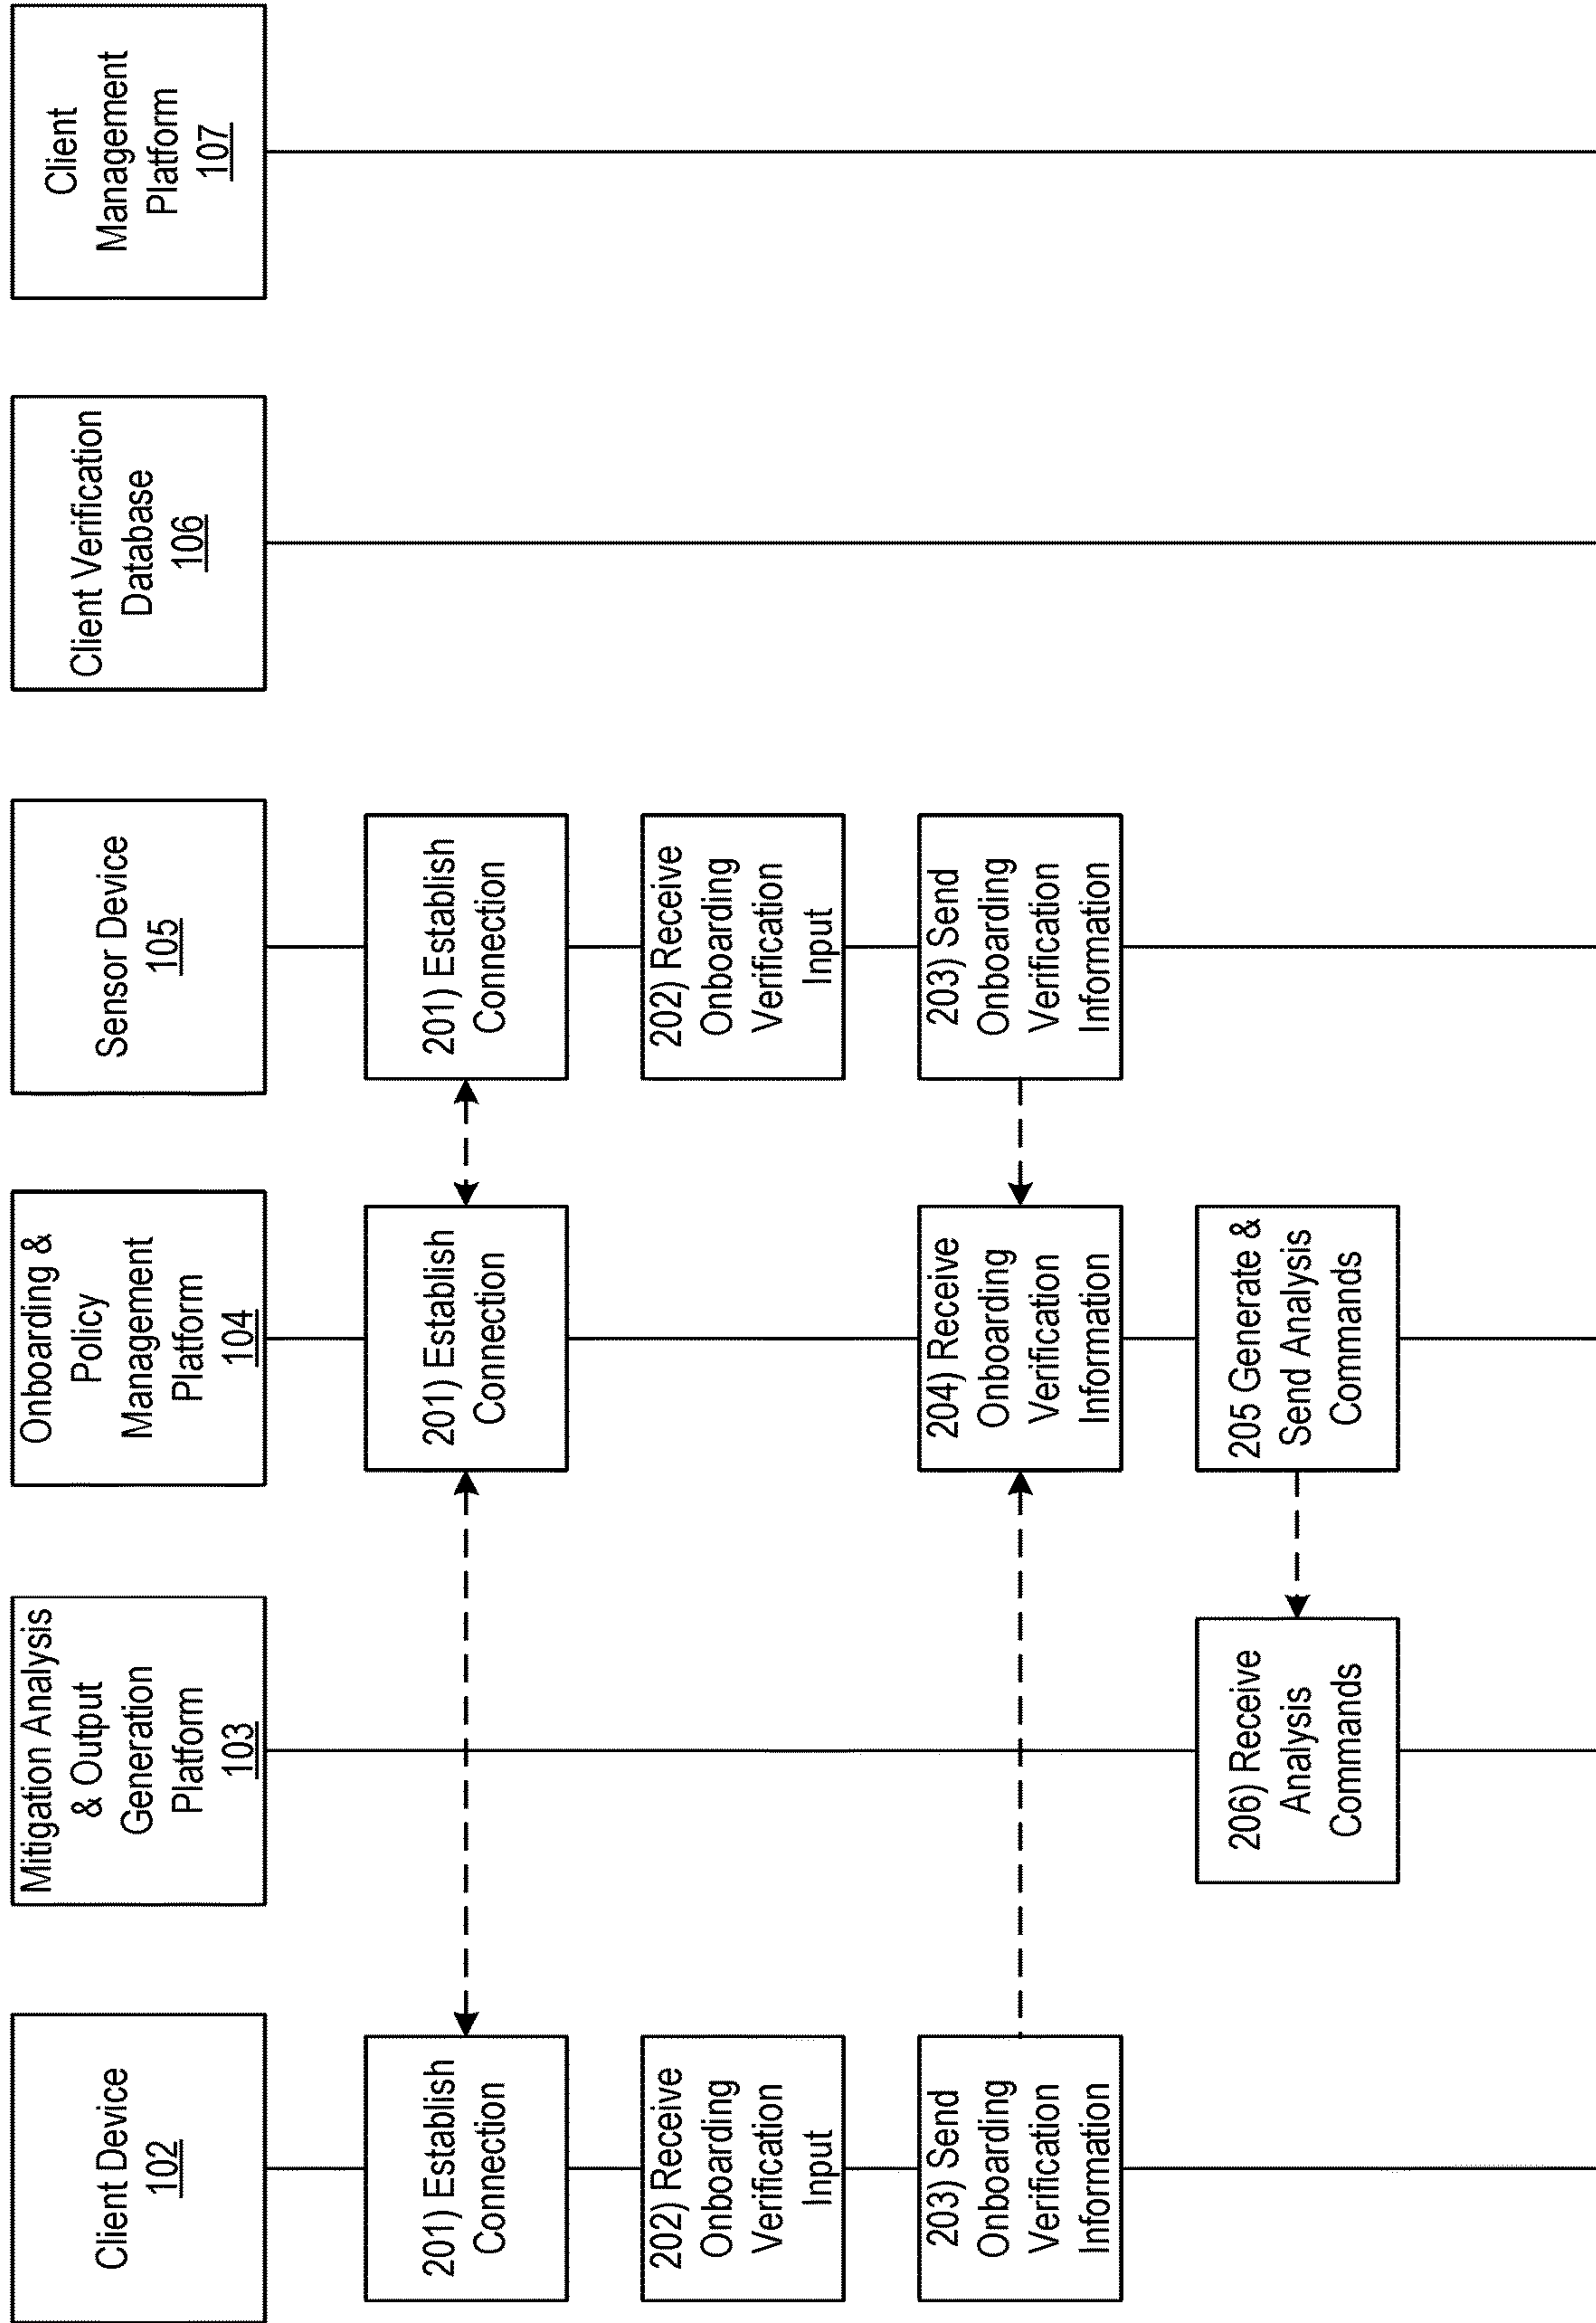 Client Device
102
Mitigation Analysis
& Output
Generation
Platform
103
Onboarding &
Policy
Management
Platform
104
Sensor Device
105
Client Verification
Database
106
Client
Management
Platform
107
201) Establish
Connection
201) Establish
Connection
201) Establish
Connection
202) Receive
Onboarding
Verification
Input
202) Receive
Onboarding
Verification
Input
203) Send
Onboarding
Verification
Information
204) Receive
Onboarding
Verification
Information
203) Send
Onboarding
Verification
Information
206) Receive
Analysis
Commands
205 Generate &
Send Analysis
Commands